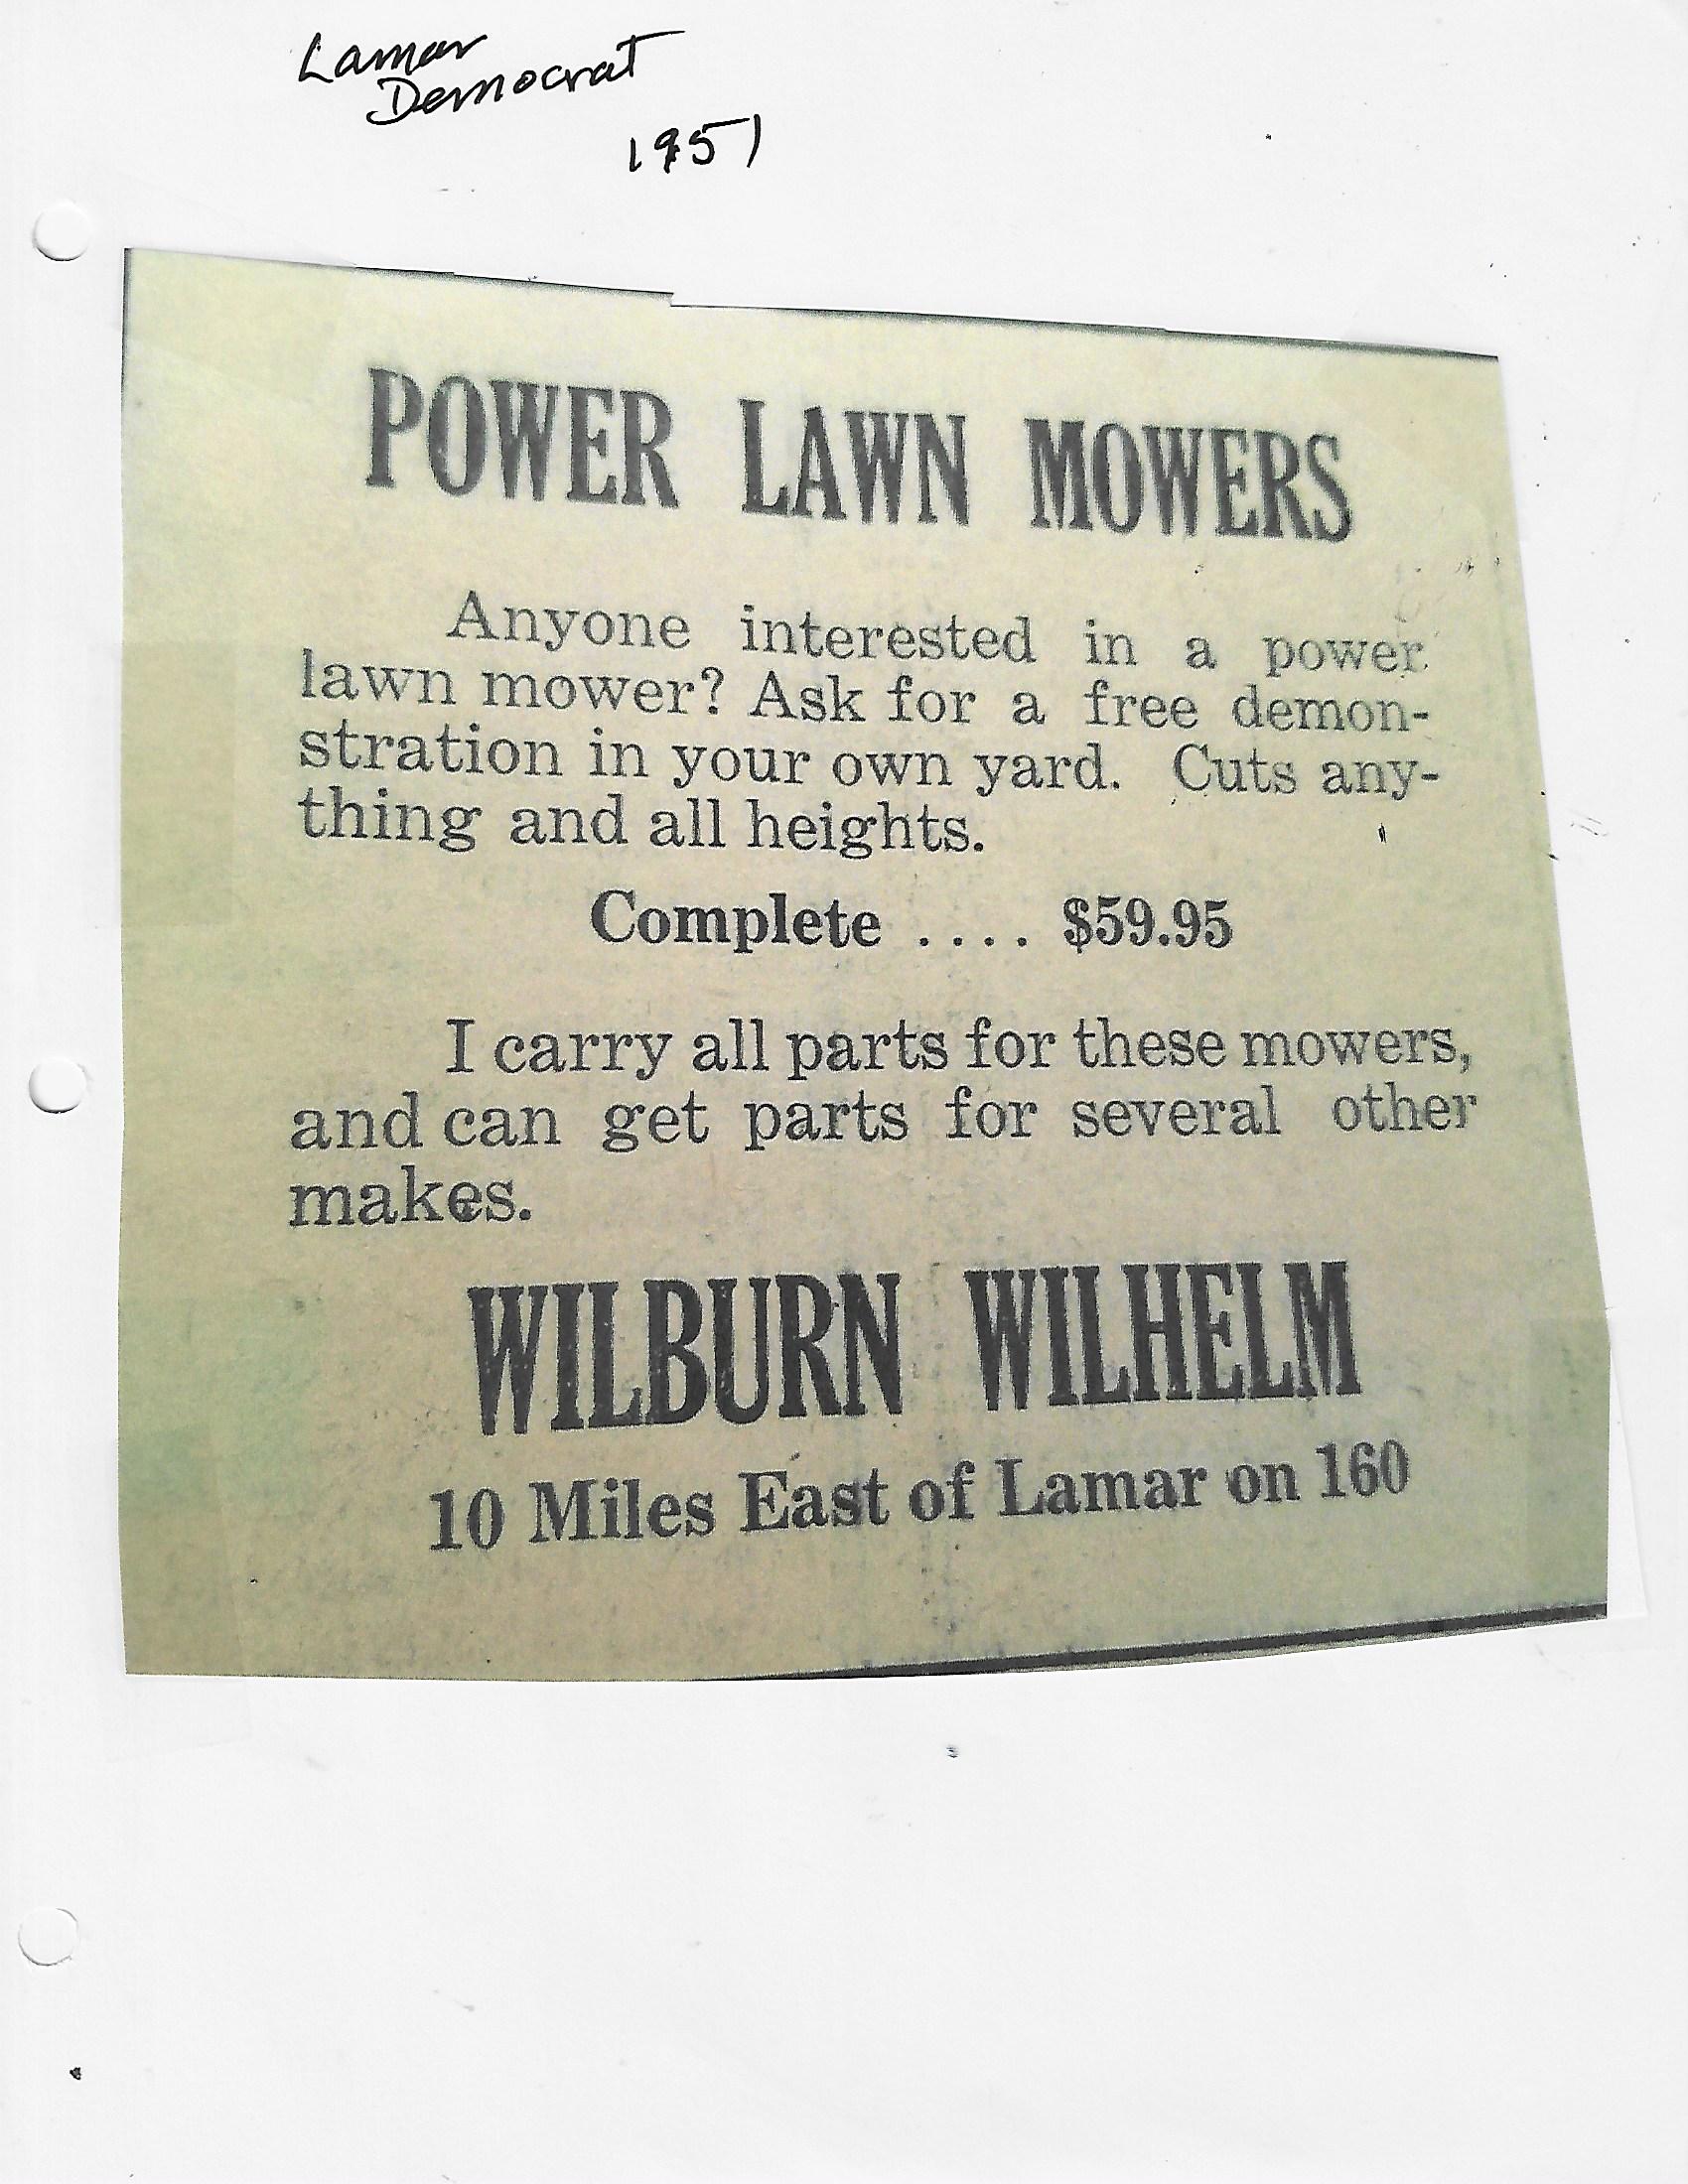 Lamar
Democrat
1951
POWER LAWN MOWERS
Anyone interested in a power
lawn mower? Ask for a free demon-
stration in your own yard. Cuts any-
thing and all heights.
Complete .... $59.95
I carry all parts for these mowers,
and can get parts for several other
makes.
WILBURN WILHELM
10 Miles East of Lamar on 160